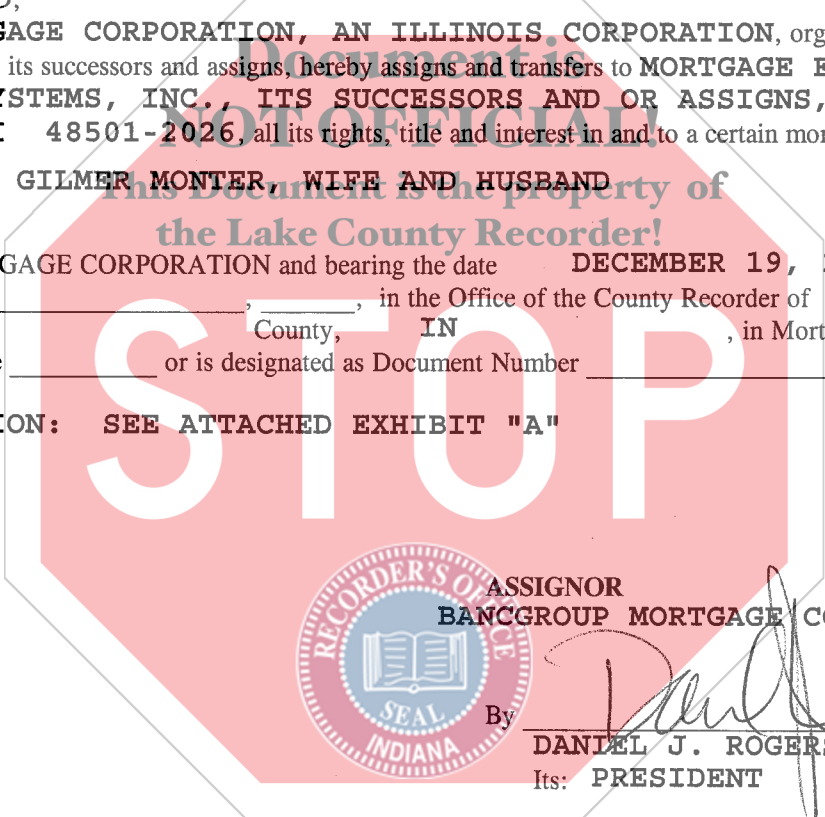 GAGE CORPORATION, AN ILLINOIS CORPORATION, org
Document is
its successors and assigns, hereby assigns and transfers to MORTGAGE E
YSTEMS, INC., ITS SUCCESSORS AND OR ASSIGNS,
NOT OFFICIAL!
48501-2026, all its rights, title and interest in and to a certain mor
GILMER MONTER, WIFE AND HUSBAND
This Document is the property of
the Lake County Recorder!
GAGE CORPORATION and bearing the date DECEMBER 19,
, , in the Office of the County Recorder of
County, IN , in Mort
or is designated as Document Number
STOP
ION: SEE ATTACHED EXHIBIT "A"
RECORDER'S OFFICE
SEAL
INDIANA
ASSIGNOR
BANCGROUP MORTGAGE CO
By
DANIEL J. ROGERS
Its: PRESIDENT